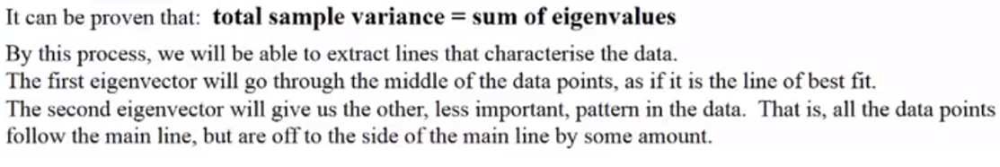 It can be proven that: total sample variance = sum of eigenvalues
By this process, we will be able to extract lines that characterise the data.
The first eigenvector will go through the middle of the data points, as if it is the line of best fit.
The second eigenvector will give us the other, less important, pattern in the data. That is, all the data points
follow the main line, but are off to the side of the main line by some amount.